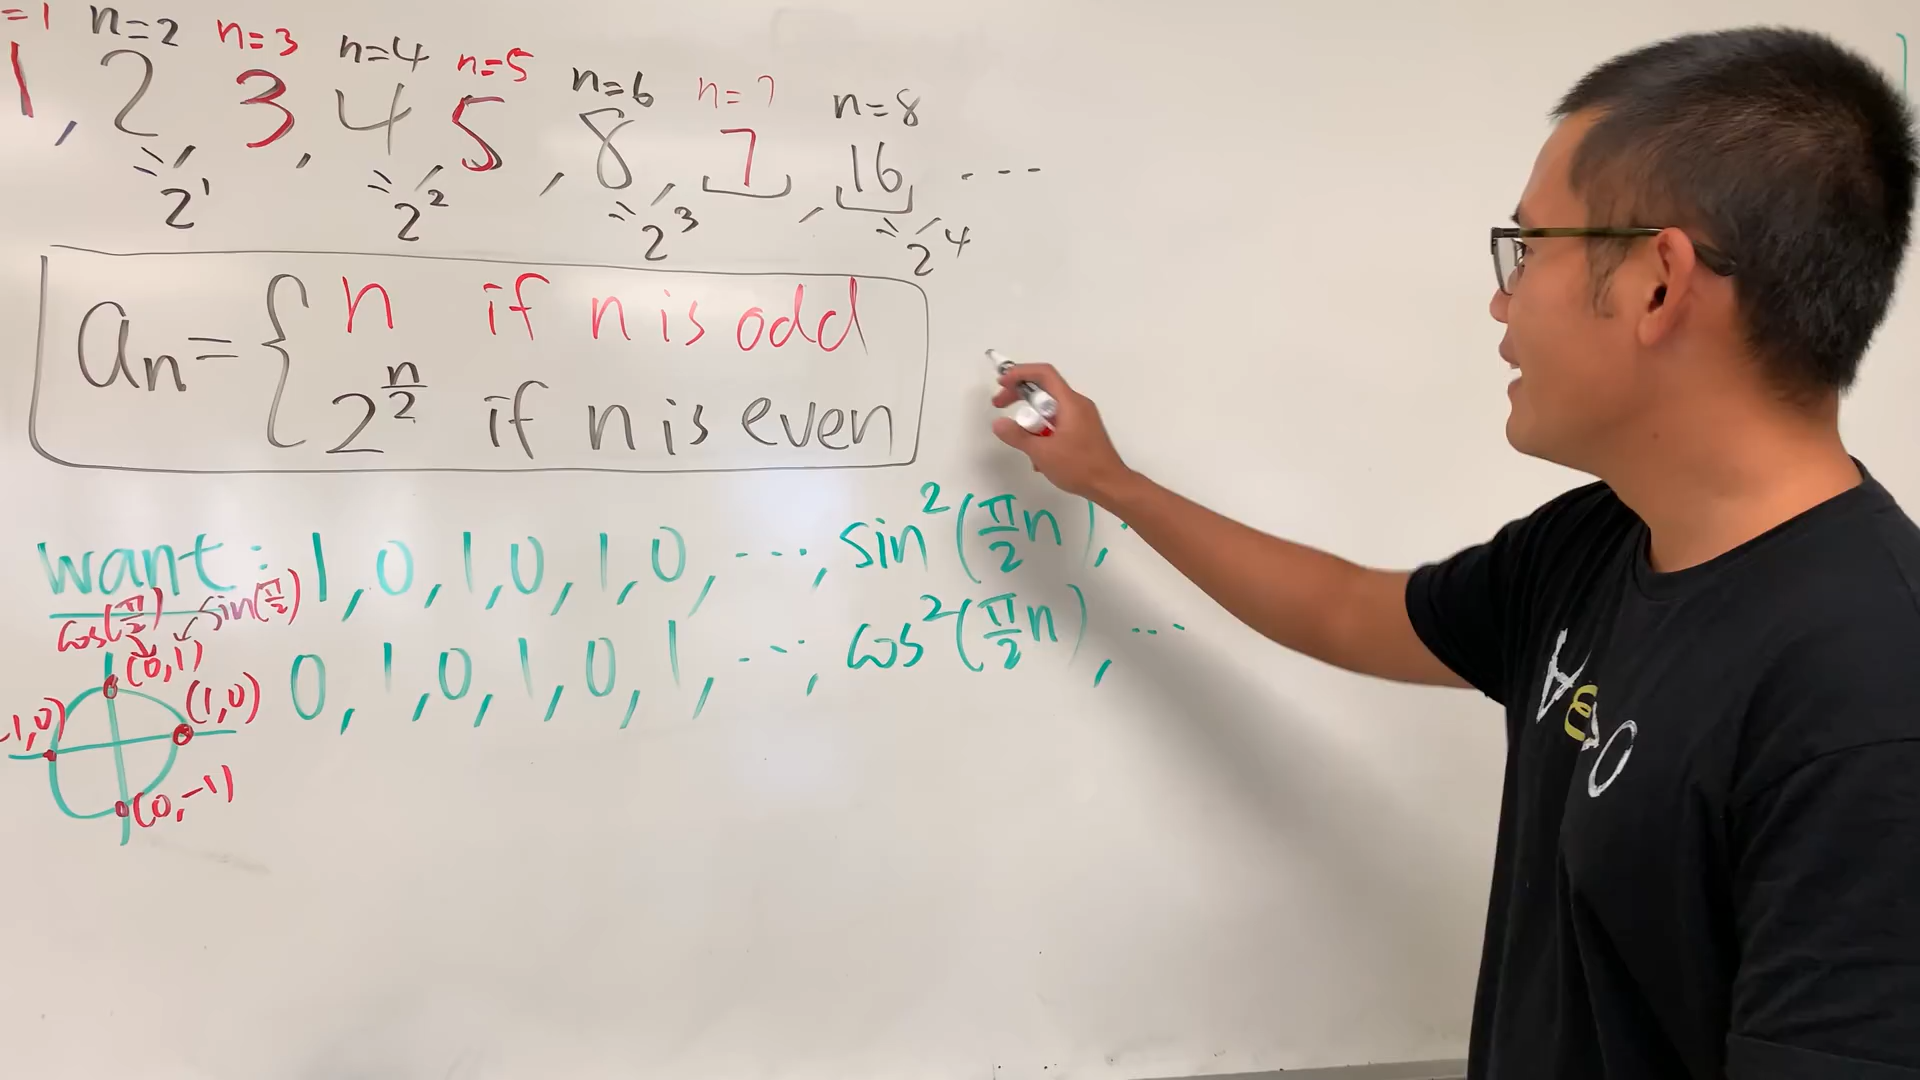 =1 n=2 n=3 n=4 n=5 n=6 n=7 n=8
1, 2, 3, 4, 5, 8, 7, 16, ...
=2¹ =2² =2³ =2⁴
aₙ = { n if n is odd
2^(n/2) if n is even
want: 1, 0, 1, 0, 1, 0, ..., sin²(π/2 n),
cos(π/2) sin(π/2)
0, 1, 0, 1, 0, 1, ..., cos²(π/2 n), ...
(0,1)
(1,0)
-1,0)
(0,-1)